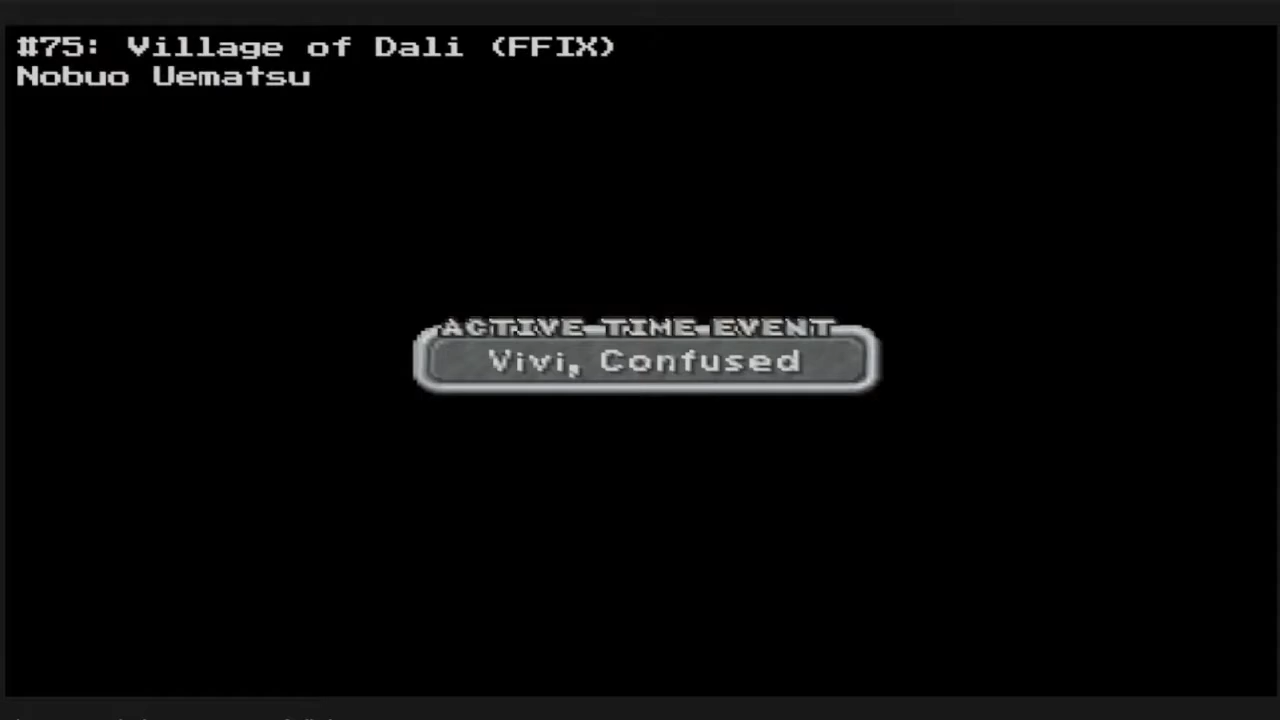 #75: Village of Dali (FFIX)
Nobuo Uematsu
ACTIVE TIME EVENT
Vivi, Confused